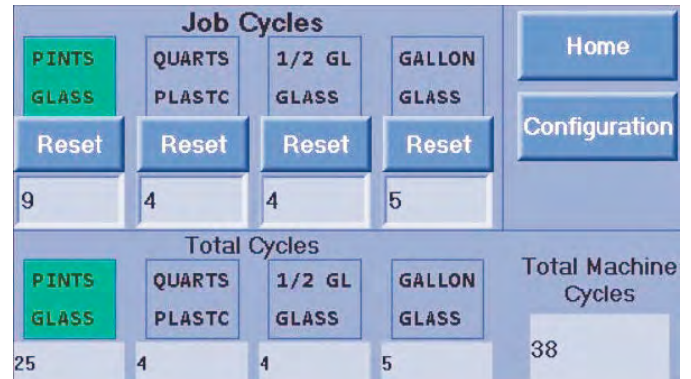 Job Cycles
PINTS QUARTS 1/2 GL GALLON
GLASS PLASTC GLASS GLASS
Reset Reset Reset Reset
9 4 4 5
Home
Configuration
Total Cycles
PINTS QUARTS 1/2 GL GALLON
GLASS PLASTC GLASS GLASS
25 4 4 5
Total Machine
Cycles
38